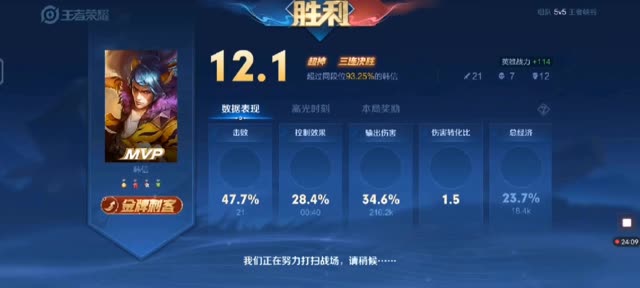 王者荣耀
胜利
组队 5v5 王者峡谷
12.1
超神 三连决胜
超过同段位93.25%的韩信
英雄战力 +114
21 7 12
数据表现 高光时刻 本局奖励
击败 控制效果 输出伤害 伤害转化比 总经济
47.7% 28.4% 34.6% 1.5 23.7%
21 00:40 216.2k 18.4k
MVP
韩信
金牌刺客
24:09
我们正在努力打扫战场，请稍候……